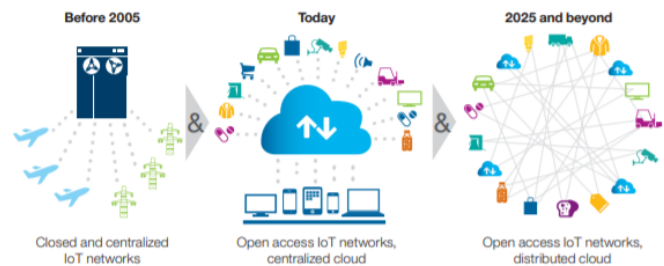 Before 2005
Today
2025 and beyond
&
&
Closed and centralized
IoT networks
Open access IoT networks,
centralized cloud
Open access IoT networks,
distributed cloud